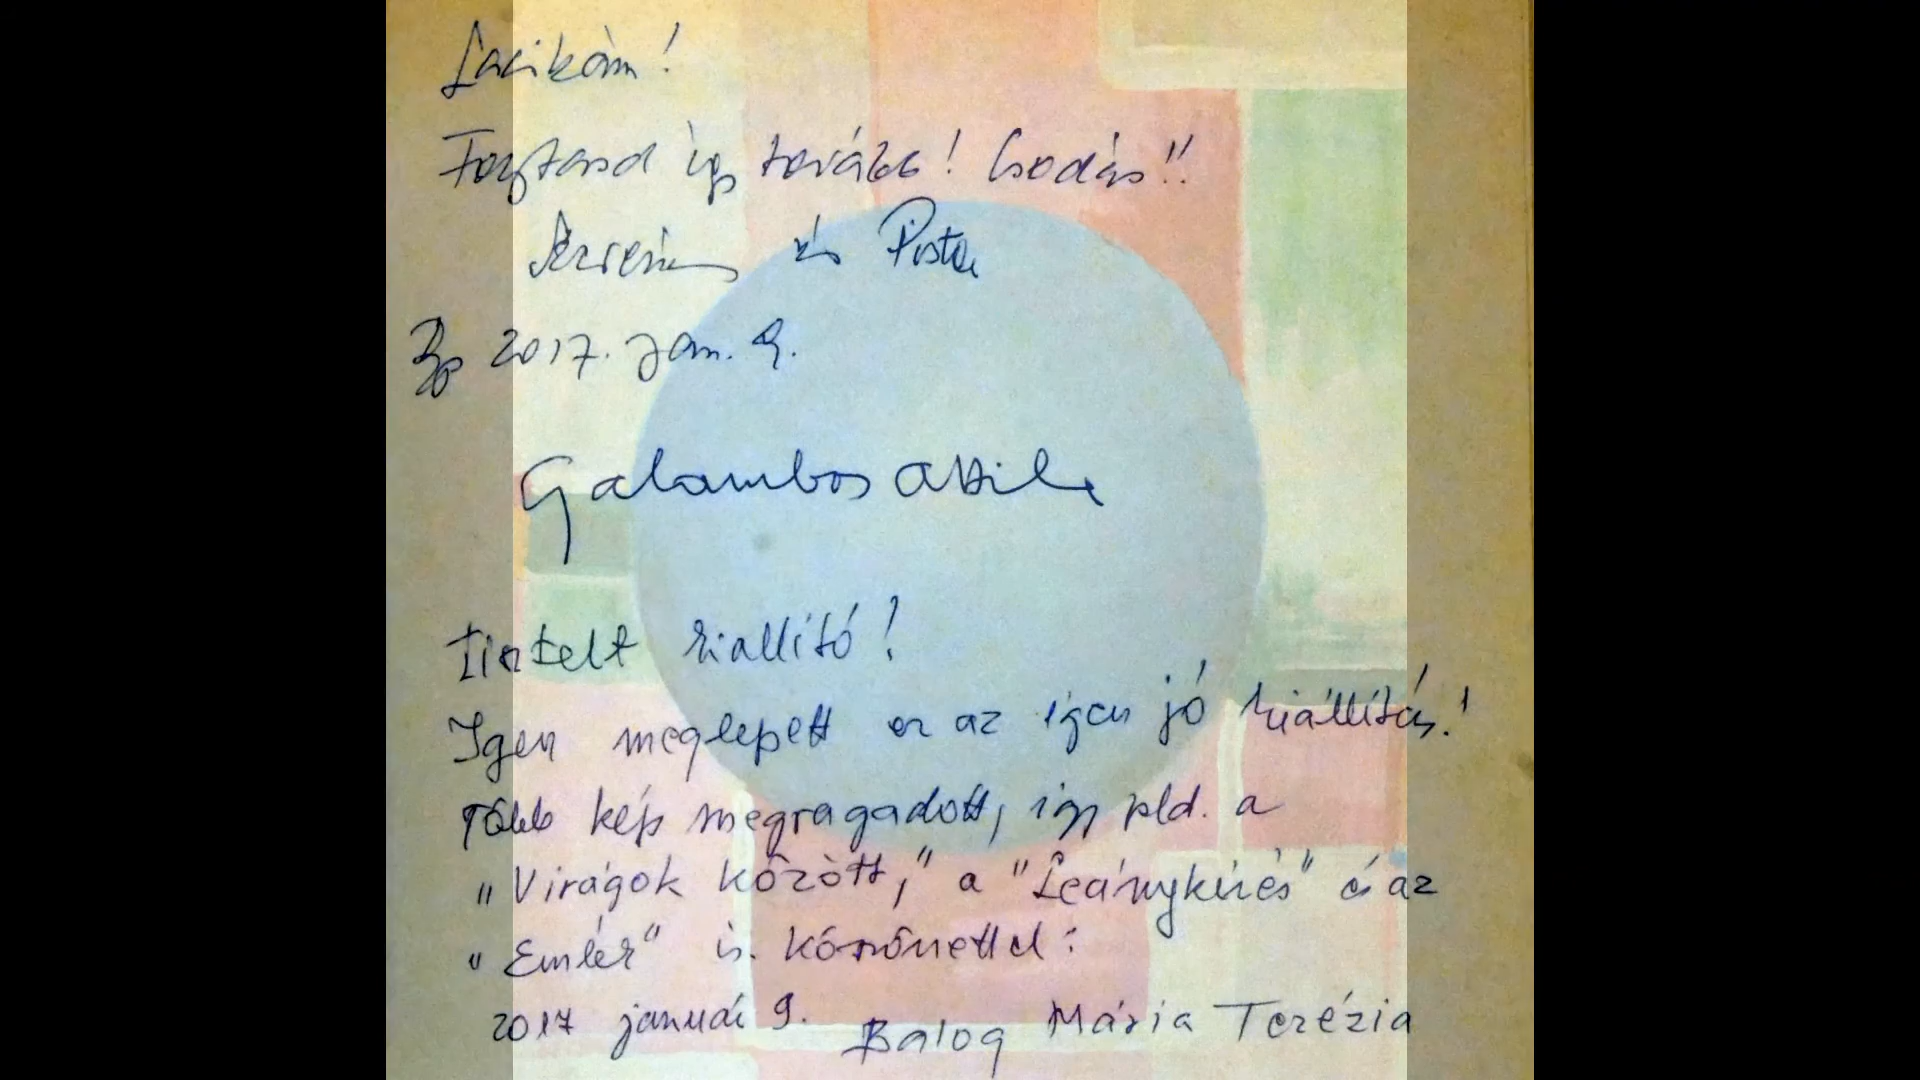 Lacikám!
Folytasd így tovább! Csodás!!
és Pista
Bp 2017. Jan. 9.
Galambos Attila
Tisztelt kiállító!
Igen meglepett ez az igen jó kiállítás!
Több kép megragadott, így pld. a
"Virágok között," a "Leánykérés" és az
"Emlék" is. Köszönettel:
2017 január 9. Balog Mária Terézia